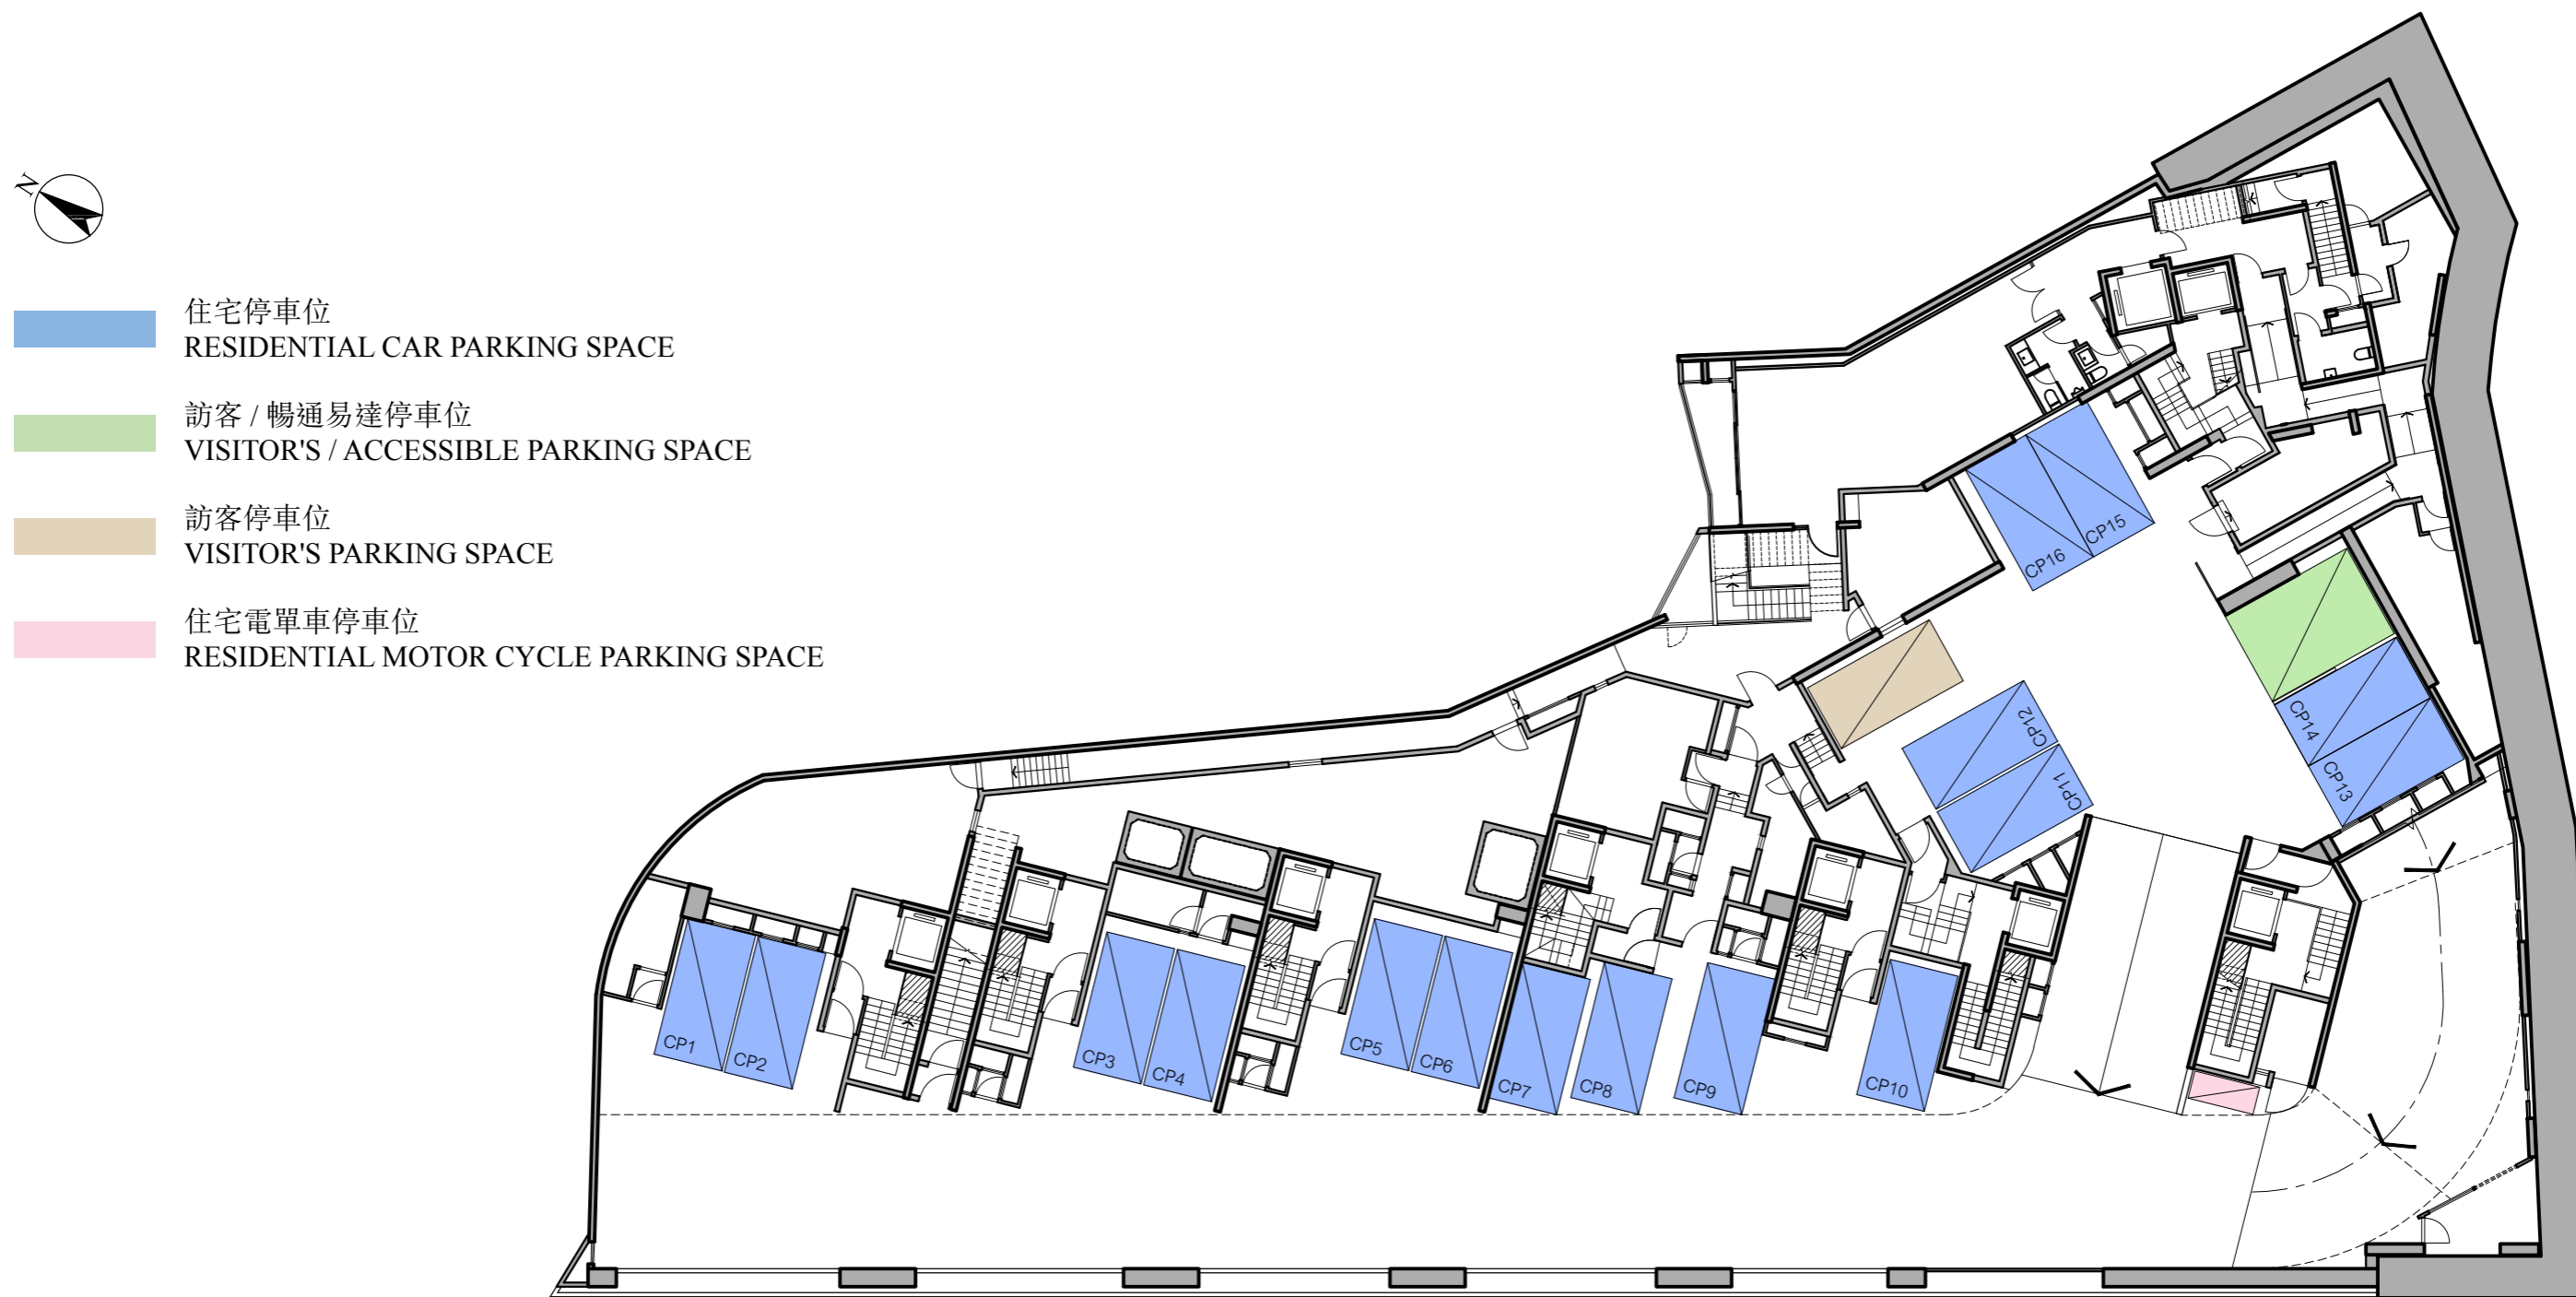 N
住宅停車位
RESIDENTIAL CAR PARKING SPACE
訪客 / 暢通易達停車位
VISITOR'S / ACCESSIBLE PARKING SPACE
訪客停車位
VISITOR'S PARKING SPACE
住宅電單車停車位
RESIDENTIAL MOTOR CYCLE PARKING SPACE
CP15
CP16
CP12
CP11
CP14
CP13
CP1
CP2
CP3
CP4
CP5
CP6
CP7
CP8
CP9
CP10